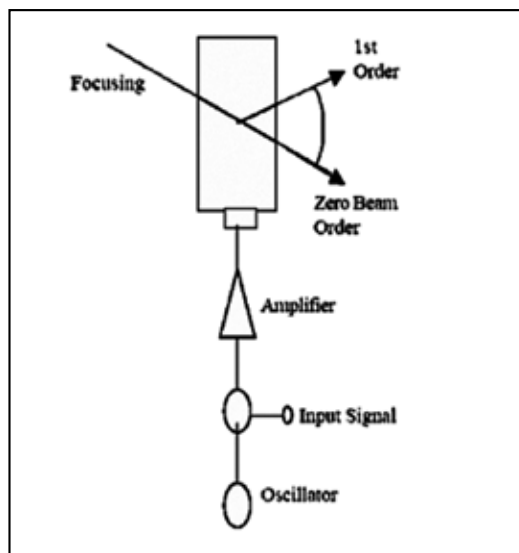 1st
Order
Focusing
Zero Beam
Order
Amplifier
Input Signal
Oscillator